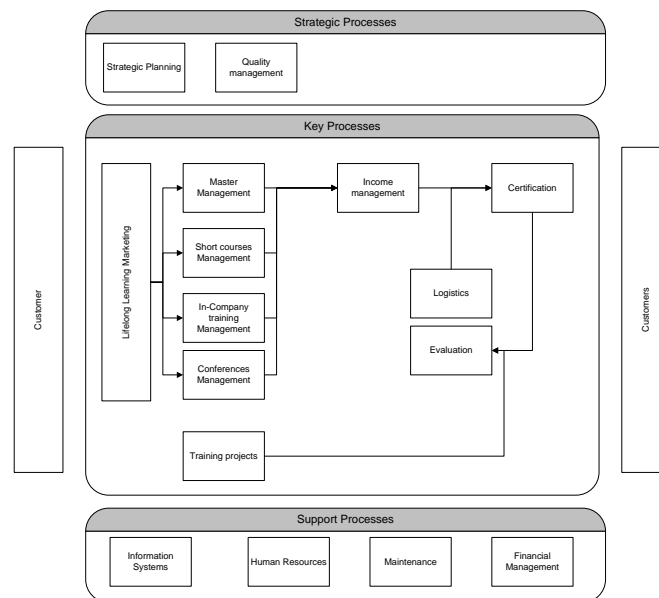 Strategic Processes
Strategic Planning
Quality
management
Key Processes
Customer
Lifelong Learning Marketing
Master
Management
Income
management
Certification
Short courses
Management
In-Company
training
Management
Logistics
Evaluation
Conferences
Management
Training projects
Customers
Support Processes
Information
Systems
Human Resources
Maintenance
Financial
Management